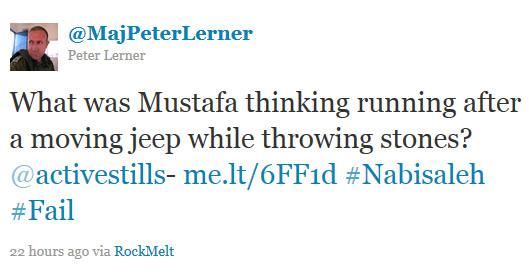 @MajPeterLerner
Peter Lerner
What was Mustafa thinking running after
a moving jeep while throwing stones?
@activestills- me.lt/6FF1d #Nabisaleh
#Fail
22 hours ago via RockMelt